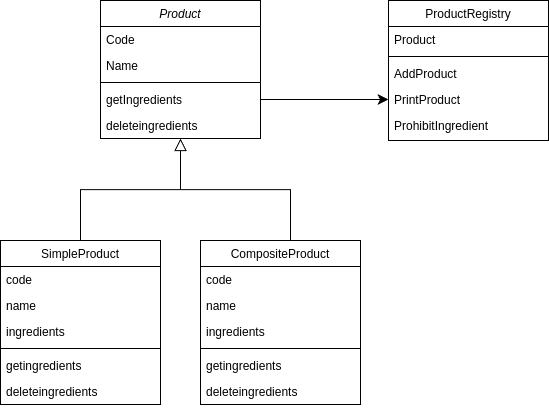 Product
Code
Name
getIngredients
deleteingredients
ProductRegistry
Product
AddProduct
PrintProduct
ProhibitIngredient
SimpleProduct
code
name
ingredients
getingredients
deleteingredients
CompositeProduct
code
name
ingredients
getingredients
deleteingredients